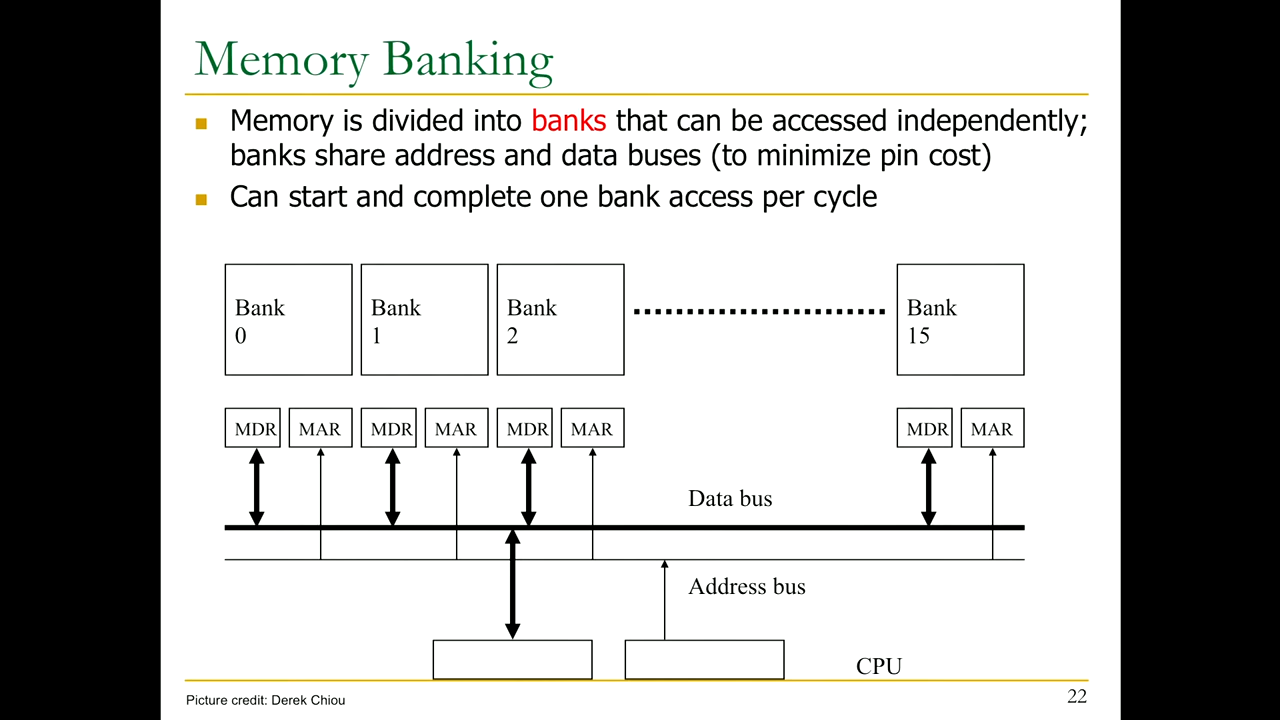 Memory Banking
Memory is divided into banks that can be accessed independently;
banks share address and data buses (to minimize pin cost)
Can start and complete one bank access per cycle
Bank
0
Bank
1
Bank
2
Bank
15
MDR MAR MDR MAR MDR MAR MDR MAR
Data bus
Address bus
CPU
Picture credit: Derek Chiou
22